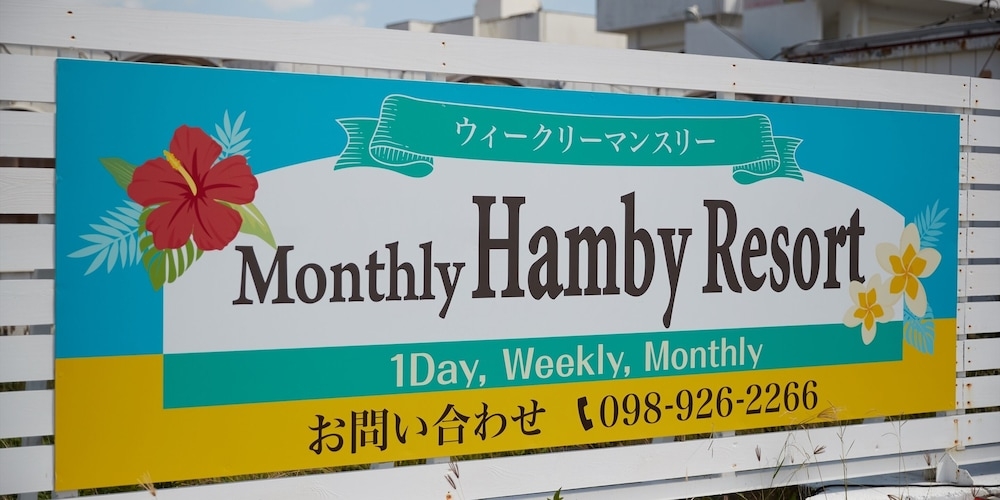 ウィークリーマンスリー
Monthly Hamby Resort
1Day, Weekly, Monthly
お問い合わせ 098-926-2266